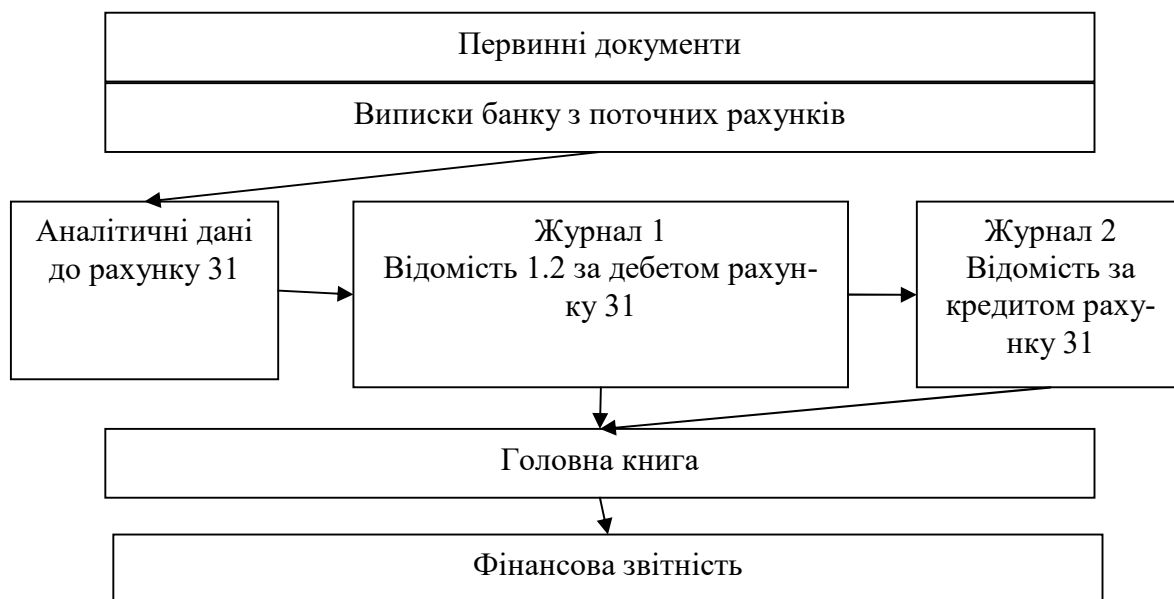 Первинні документи
Виписки банку з поточних рахунків
Аналітичні дані
до рахунку 31
Журнал 1
Відомість 1.2 за дебетом рахун-
ку 31
Журнал 2
Відомість за
кредитом раху-
нку 31
Головна книга
Фінансова звітність